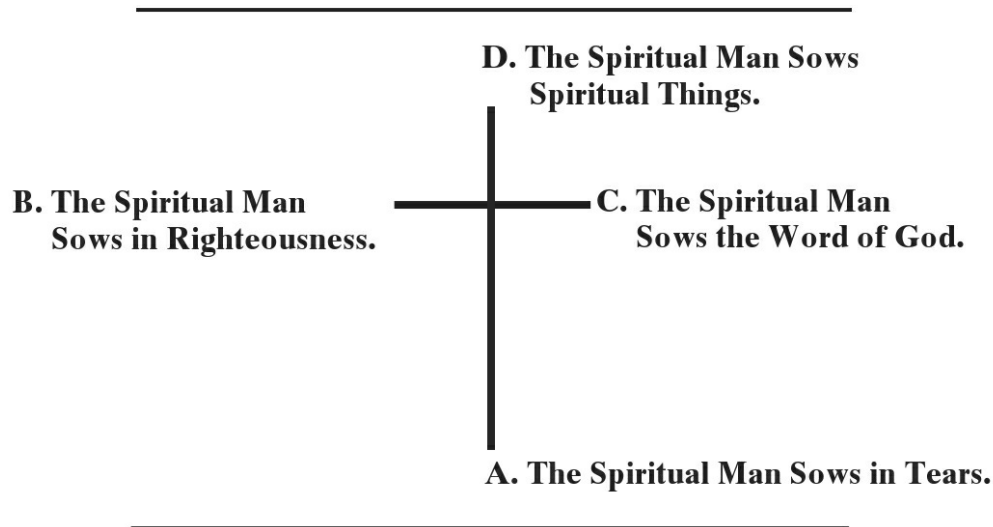 D. The Spiritual Man Sows
Spiritual Things.
B. The Spiritual Man
Sows in Righteousness.
C. The Spiritual Man
Sows the Word of God.
A. The Spiritual Man Sows in Tears.